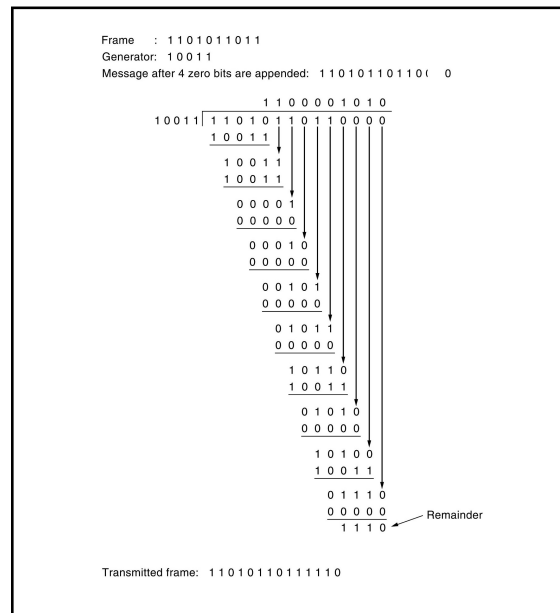 Frame : 1 1 0 1 0 1 1 0 1 1
Generator: 1 0 0 1 1
Message after 4 zero bits are appended: 1 1 0 1 0 1 1 0 1 1 0 ( 0
1 1 0 0 0 0 1 0 1 0
1 0 0 1 1 1 1 0 1 0 1 1 0 1 1 0 0 0 0
1 0 0 1 1
1 0 0 1 1
1 0 0 1 1
0 0 0 0 1
0 0 0 0 0
0 0 0 1 0
0 0 0 0 0
0 0 1 0 1
0 0 0 0 0
0 1 0 1 1
0 0 0 0 0
1 0 1 1 0
1 0 0 1 1
0 1 0 1 0
0 0 0 0 0
1 0 1 0 0
1 0 0 1 1
0 1 1 1 0
0 0 0 0 0
Remainder
1 1 1 0
Transmitted frame: 1 1 0 1 0 1 1 0 1 1 1 1 1 0